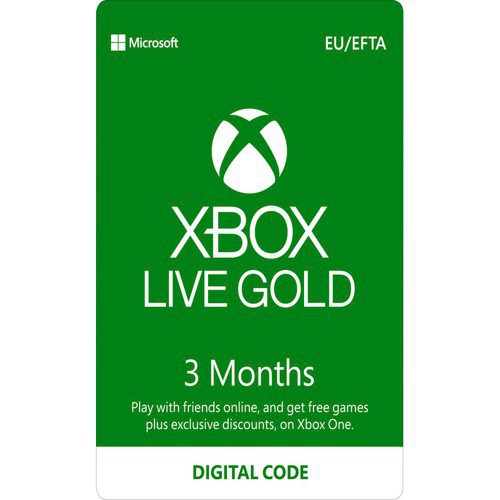 Microsoft
EU/EFTA
XBOX
LIVE GOLD
3 Months
Play with friends online, and get free games
plus exclusive discounts, on Xbox One.
DIGITAL CODE